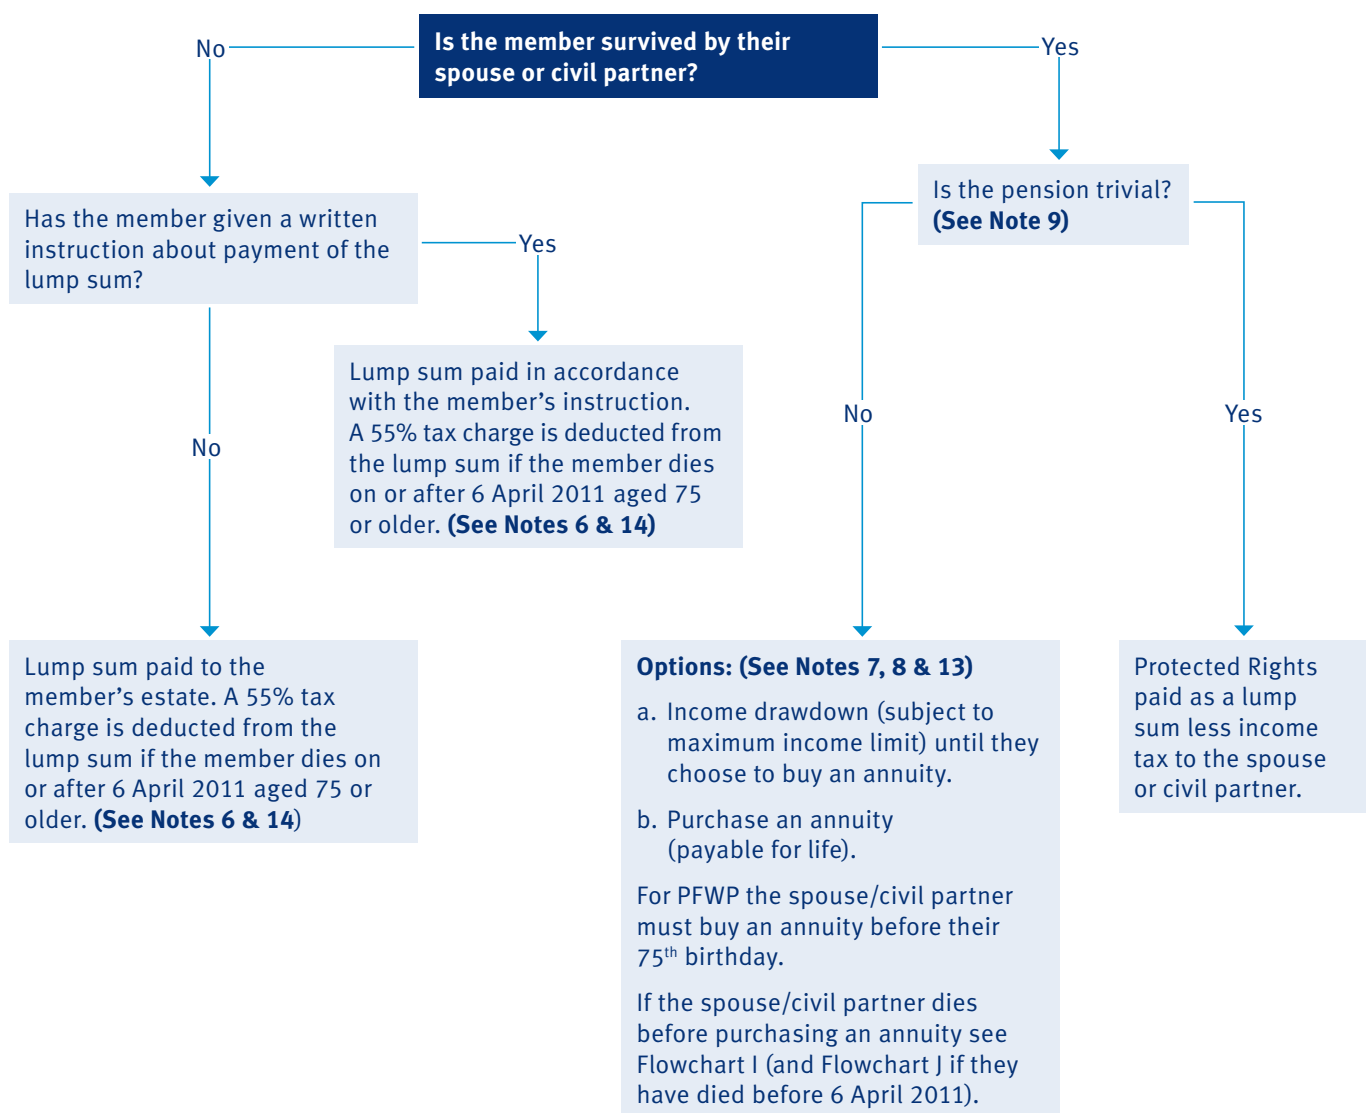 Is the member survived by their
spouse or civil partner?
No
Yes
Has the member given a written
instruction about payment of the
lump sum?
Yes
Is the pension trivial?
(See Note 9)
Lump sum paid in accordance
with the member’s instruction.
A 55% tax charge is deducted from
the lump sum if the member dies
on or after 6 April 2011 aged 75
or older. (See Notes 6 & 14)
No
No
Yes
Lump sum paid to the
member’s estate. A 55% tax
charge is deducted from the
lump sum if the member dies on
or after 6 April 2011 aged 75 or
older. (See Notes 6 & 14)
Options: (See Notes 7, 8 & 13)
a. Income drawdown (subject to
maximum income limit) until they
choose to buy an annuity.
b. Purchase an annuity
(payable for life).
For PFWP the spouse/civil partner
must buy an annuity before their
75th birthday.
If the spouse/civil partner dies
before purchasing an annuity see
Flowchart I (and Flowchart J if they
have died before 6 April 2011).
Protected Rights
paid as a lump
sum less income
tax to the spouse
or civil partner.